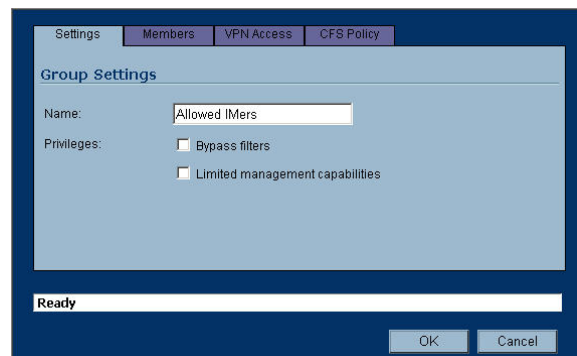 Settings Members VPN Access CFS Policy
Group Settings
Name: Allowed IMers
Privileges: Bypass filters
Limited management capabilities
Ready
OK Cancel